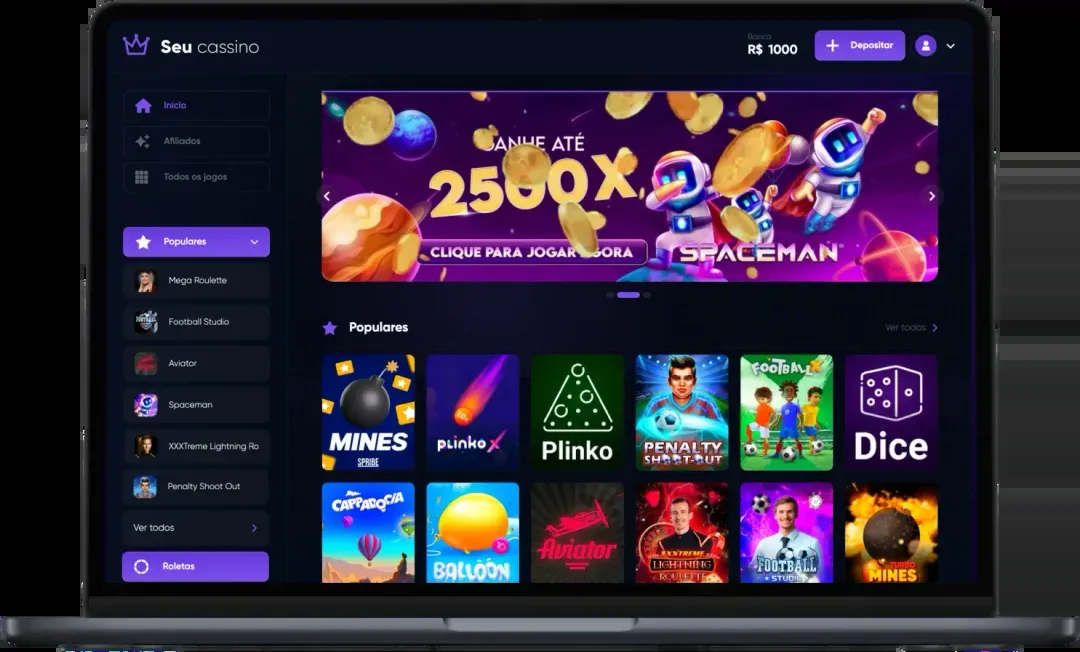 Seu cassino
Banca
R$ 1000
Depositar
Início
Afiliados
Todos os jogos
Populares
Mega Roulette
Football Studio
Aviator
Spaceman
XXXTreme Lightning Ro
Penalty Shoot Out
Ver todos
Roletas
GANHE ATÉ
2500X
CLIQUE PARA JOGAR AGORA
SPACEMAN
Populares
Ver todos
MINES
SPRIBE
plinko X
Plinko
PENALTY
SHOOT-OUT
FOOTBALL X
Dice
CAPPADOCIA
BALLOON
Aviator
XXXTREME
LIGHTNING
ROULETTE
FOOTBALL
STUDIO
TURBO
MINES